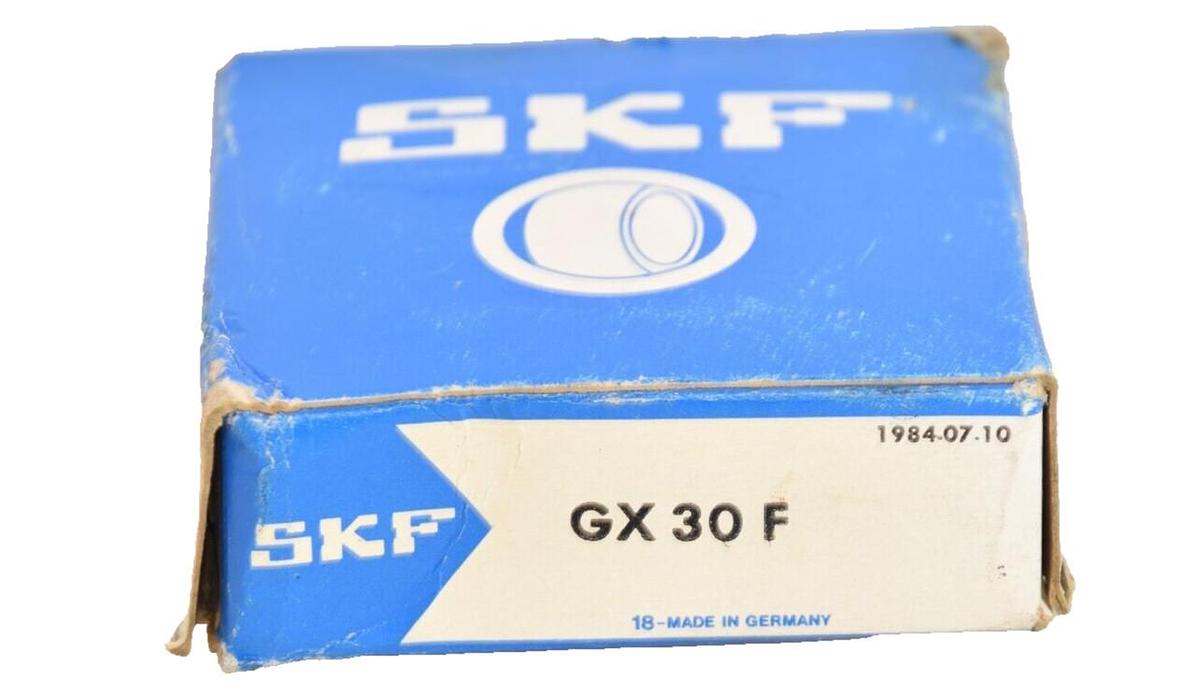 SKF
1984-07-10
SKF
GX 30 F
18-MADE IN GERMANY